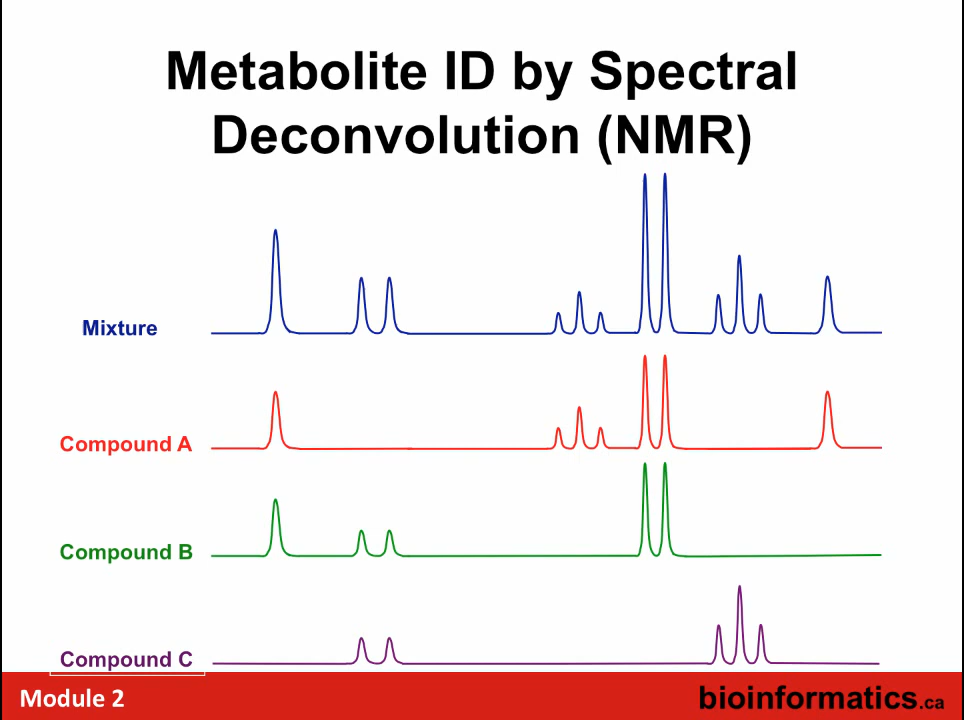 Metabolite ID by Spectral
Deconvolution (NMR)
Mixture
Compound A
Compound B
Compound C
Module 2
bioinformatics.ca